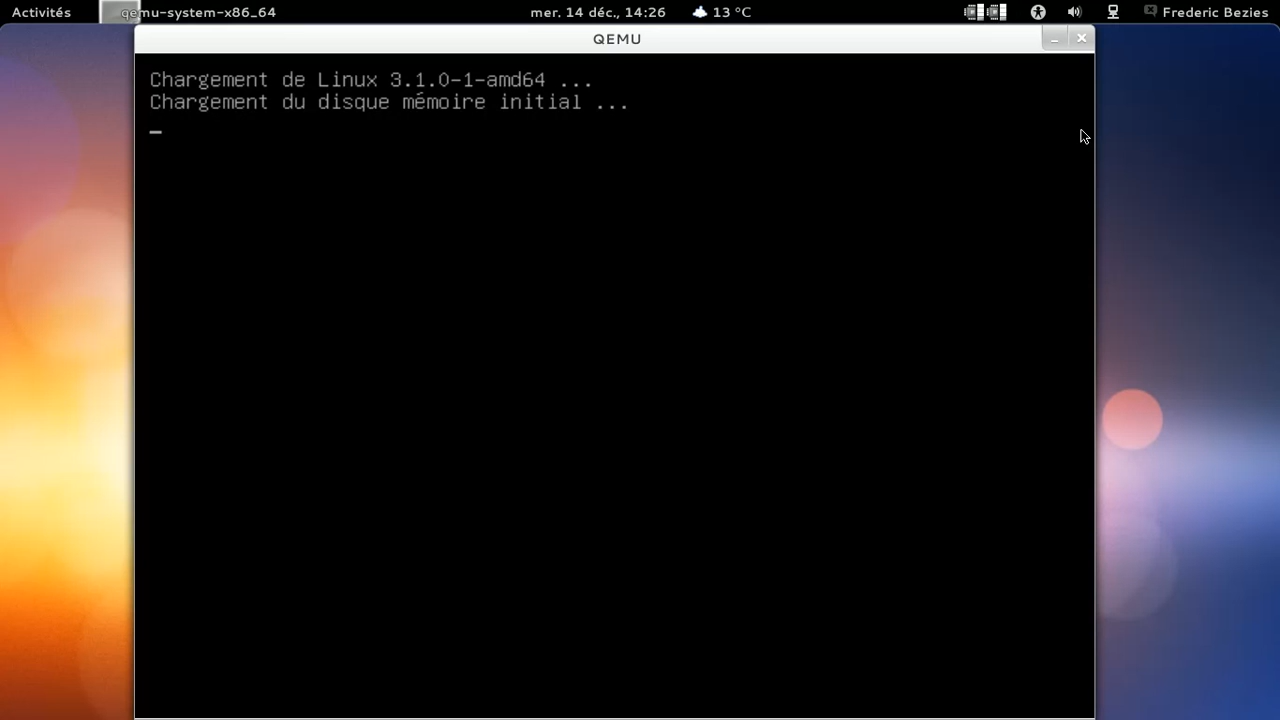 Activités qemu-system-x86_64 mer. 14 déc., 14:26 13 °C Frederic Bezies
QEMU
Chargement de Linux 3.1.0-1-amd64 ...
Chargement du disque mémoire initial ...